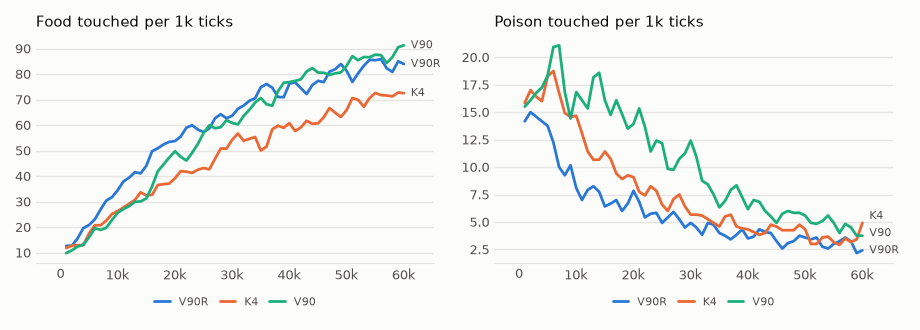 Food touched per 1k ticks
90
80
70
60
50
40
30
20
10
0 10k 20k 30k 40k 50k 60k
V90
V90R
K4
V90R K4 V90
Poison touched per 1k ticks
20.0
17.5
15.0
12.5
10.0
7.5
5.0
2.5
0 10k 20k 30k 40k 50k 60k
K4
V90
V90R
V90R K4 V90